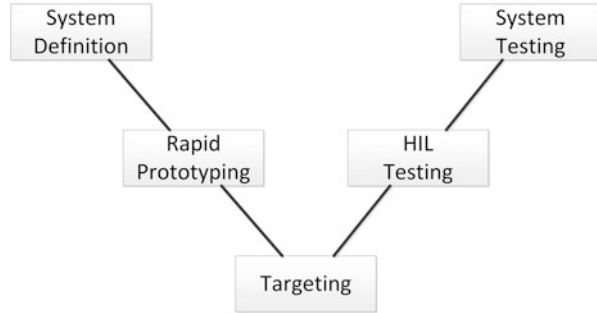 System
Definition
System
Testing
Rapid
Prototyping
HIL
Testing
Targeting